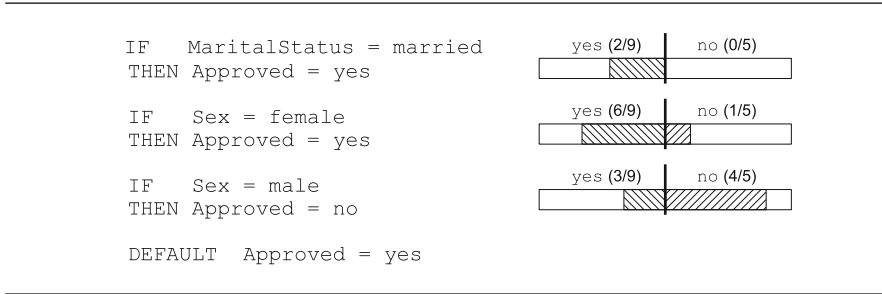 IF MaritalStatus = married
THEN Approved = yes
yes (2/9) no (0/5)
IF Sex = female
THEN Approved = yes
yes (6/9) no (1/5)
IF Sex = male
THEN Approved = no
yes (3/9) no (4/5)
DEFAULT Approved = yes